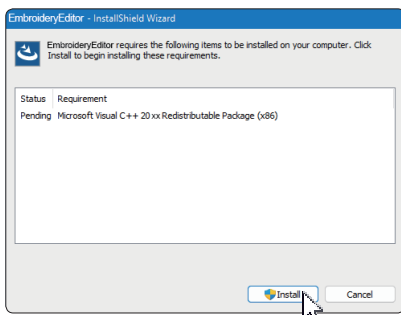 EmbroideryEditor - InstallShield Wizard
EmbroideryEditor requires the following items to be installed on your computer. Click
Install to begin installing these requirements.
Status Requirement
Pending Microsoft Visual C++ 20xx Redistributable Package (x86)
Install Cancel